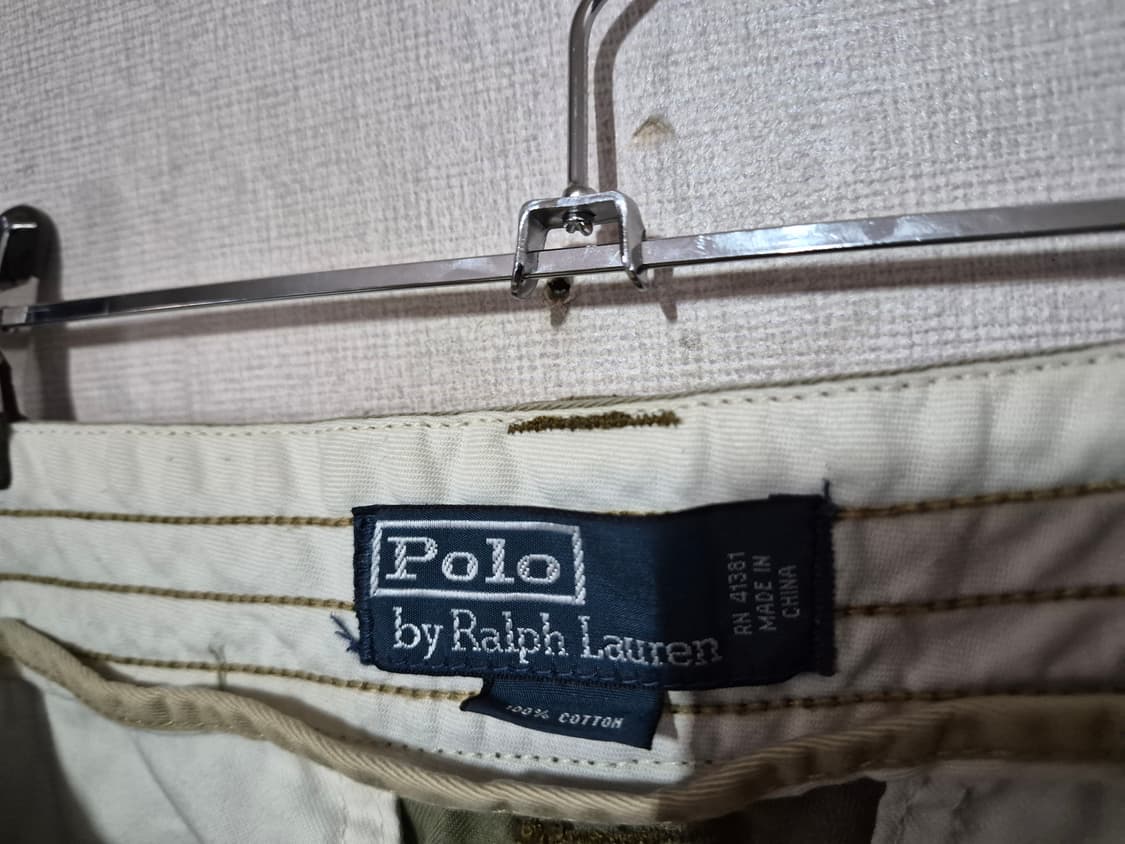 Polo
by Ralph Lauren
RN 41381
MADE IN
CHINA
100% COTTON